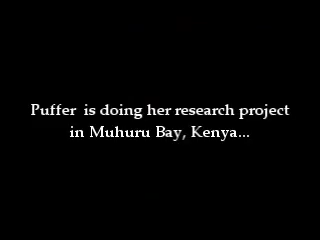 Puffer  is doing her research project
in Muhuru Bay, Kenya...